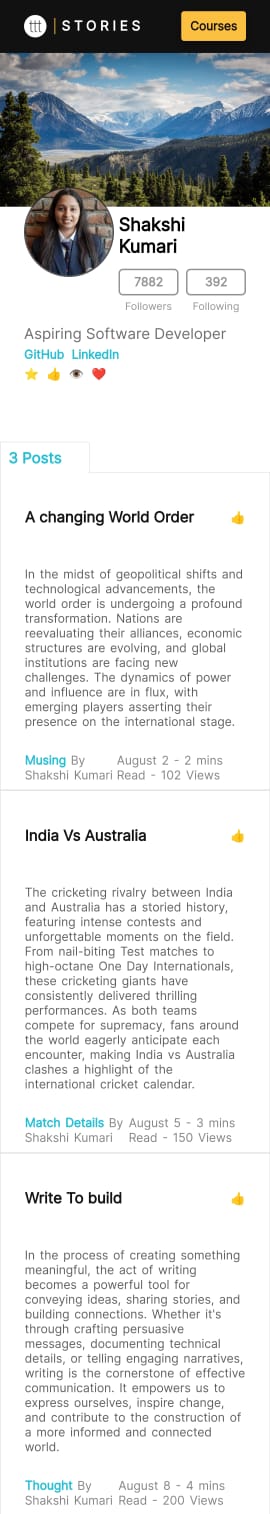 ttt | STORIES
Courses
Shakshi
Kumari
7882
392
Followers
Following
Aspiring Software Developer
GitHub LinkedIn
3 Posts
A changing World Order
In the midst of geopolitical shifts and
technological advancements, the
world order is undergoing a profound
transformation. Nations are
reevaluating their alliances, economic
structures are evolving, and global
institutions are facing new
challenges. The dynamics of power
and influence are in flux, with
emerging players asserting their
presence on the international stage.
Musing By
Shakshi Kumari
August 2 - 2 mins
Read - 102 Views
India Vs Australia
The cricketing rivalry between India
and Australia has a storied history,
featuring intense contests and
unforgettable moments on the field.
From nail-biting Test matches to
high-octane One Day Internationals,
these cricketing giants have
consistently delivered thrilling
performances. As both teams
compete for supremacy, fans around
the world eagerly anticipate each
encounter, making India vs Australia
clashes a highlight of the
international cricket calendar.
Match Details By
Shakshi Kumari
August 5 - 3 mins
Read - 150 Views
Write To build
In the process of creating something
meaningful, the act of writing
becomes a powerful tool for
conveying ideas, sharing stories, and
building connections. Whether it's
through crafting persuasive
messages, documenting technical
details, or telling engaging narratives,
writing is the cornerstone of effective
communication. It empowers us to
express ourselves, inspire change,
and contribute to the construction of
a more informed and connected
world.
Thought By
Shakshi Kumari
August 8 - 4 mins
Read - 200 Views